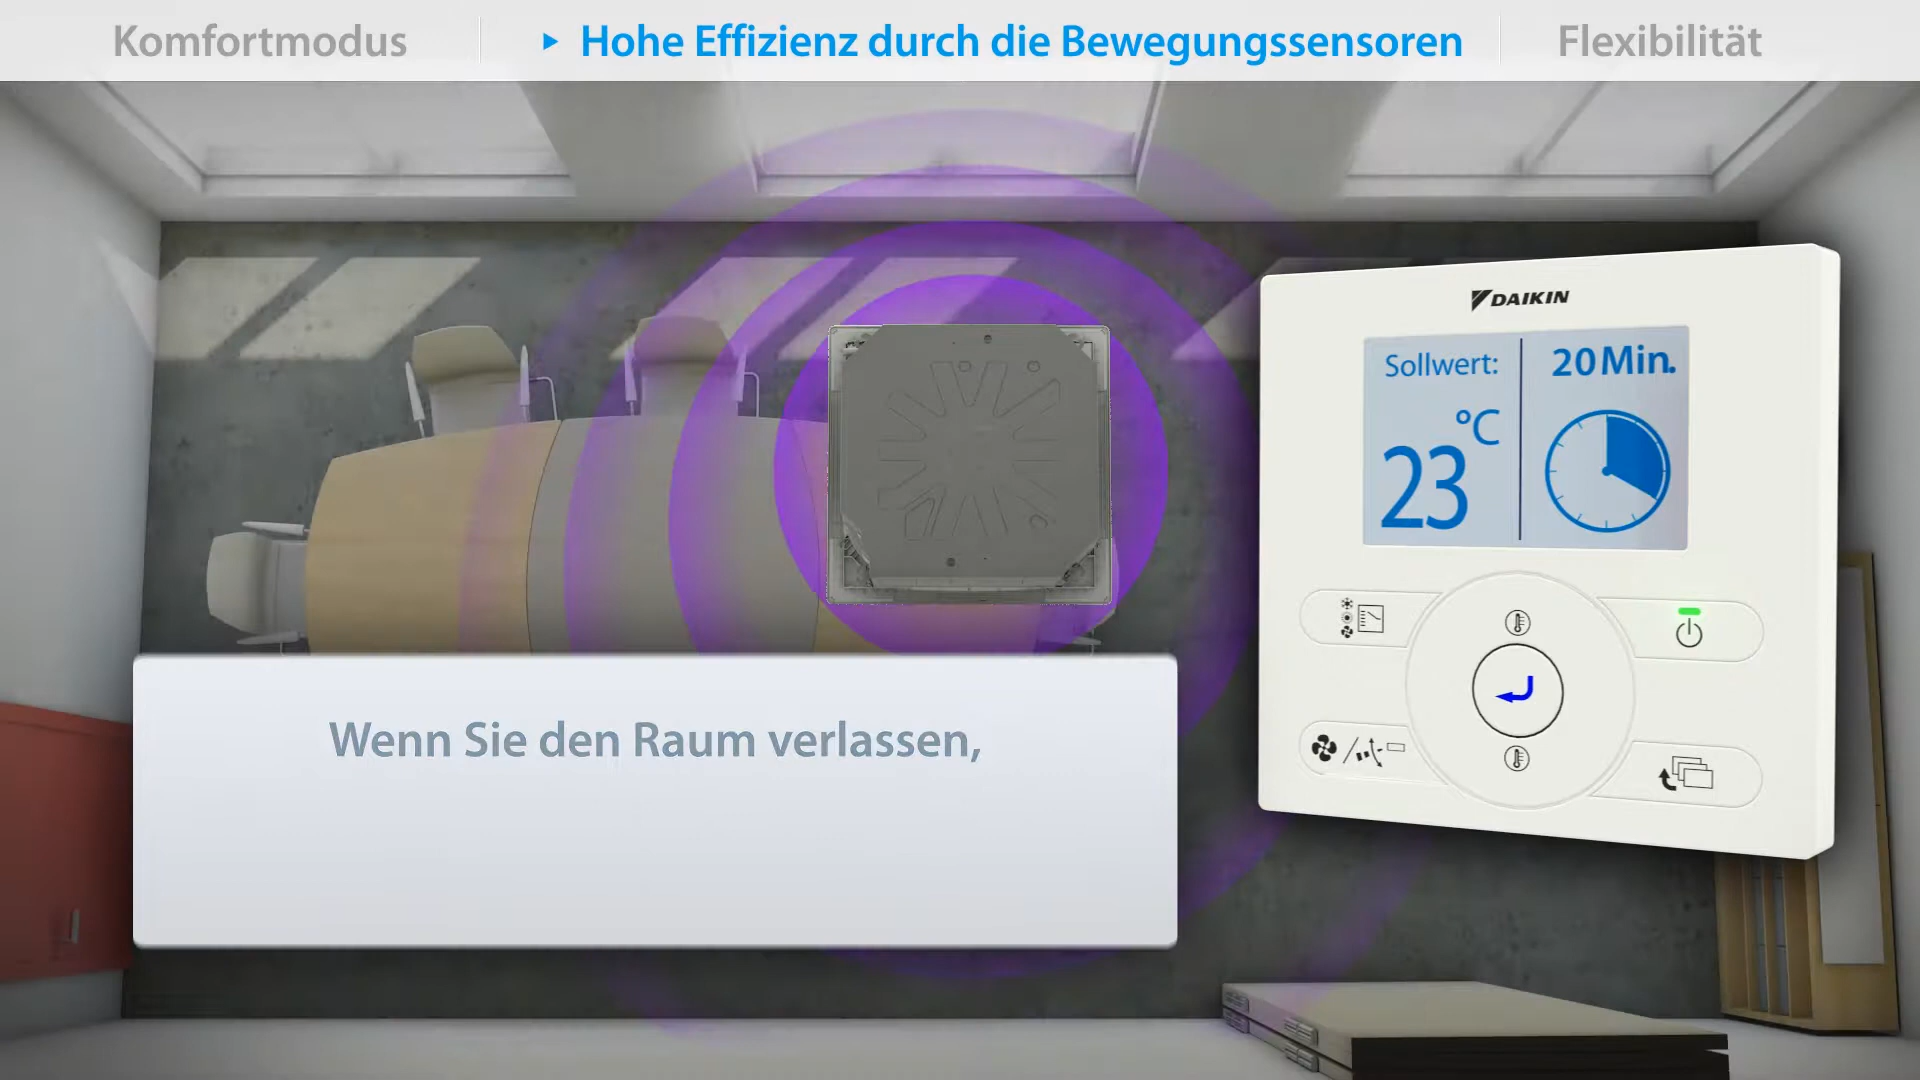 Komfortmodus
Hohe Effizienz durch die Bewegungssensoren
Flexibilität
DAIKIN
Sollwert:
23 °C
20 Min.
Wenn Sie den Raum verlassen,